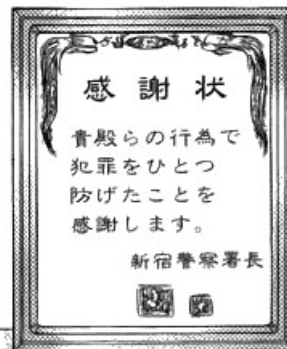 感謝状
貴殿らの行為で
犯罪をひとつ
防げたことを
感謝します。
新宿警察署長